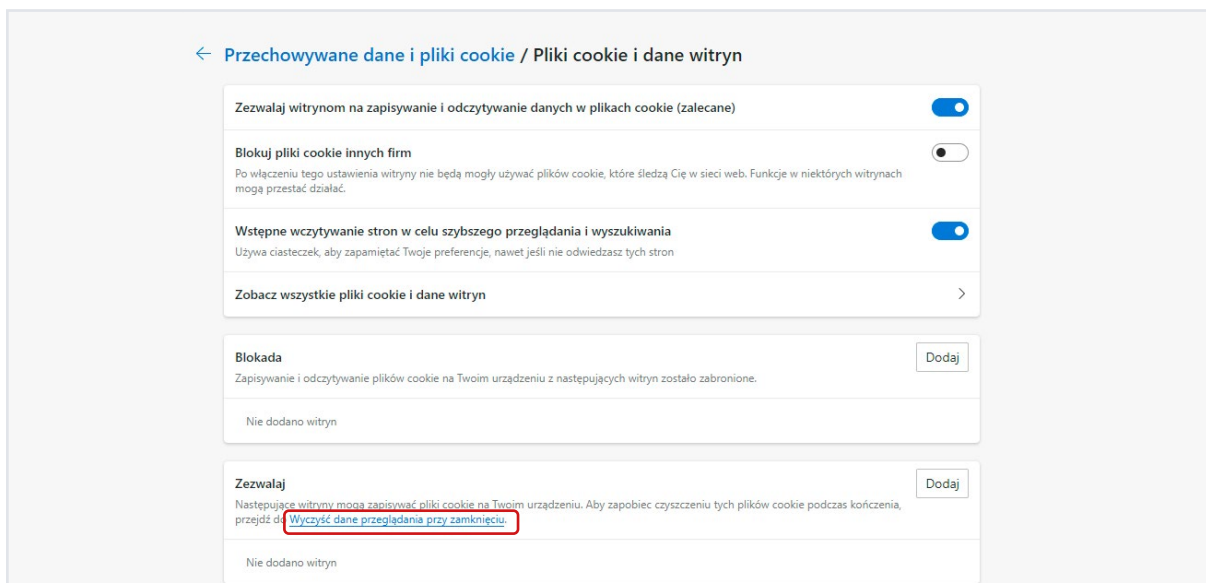 Przechowywane dane i pliki cookie / Pliki cookie i dane witryn
Zezwalaj witrynom na zapisywanie i odczytywanie danych w plikach cookie (zalecane)
Blokuj pliki cookie innych firm
Po włączeniu tego ustawienia witryny nie będą mogły używać plików cookie, które śledzą Cię w sieci web. Funkcje w niektórych witrynach
mogą przestać działać.
Wstępne wczytywanie stron w celu szybszego przeglądania i wyszukiwania
Używa ciasteczek, aby zapamiętać Twoje preferencje, nawet jeśli nie odwiedzasz tych stron
Zobacz wszystkie pliki cookie i dane witryn
Blokada
Dodaj
Zapisywanie i odczytywanie plików cookie na Twoim urządzeniu z następujących witryn zostało zabronione.
Nie dodano witryn
Zezwalaj
Dodaj
Następujące witryny mogą zapisywać pliki cookie na Twoim urządzeniu. Aby zapobiec czyszczeniu tych plików cookie podczas kończenia,
przejdź do Wyczyść dane przeglądania przy zamknięciu.
Nie dodano witryn